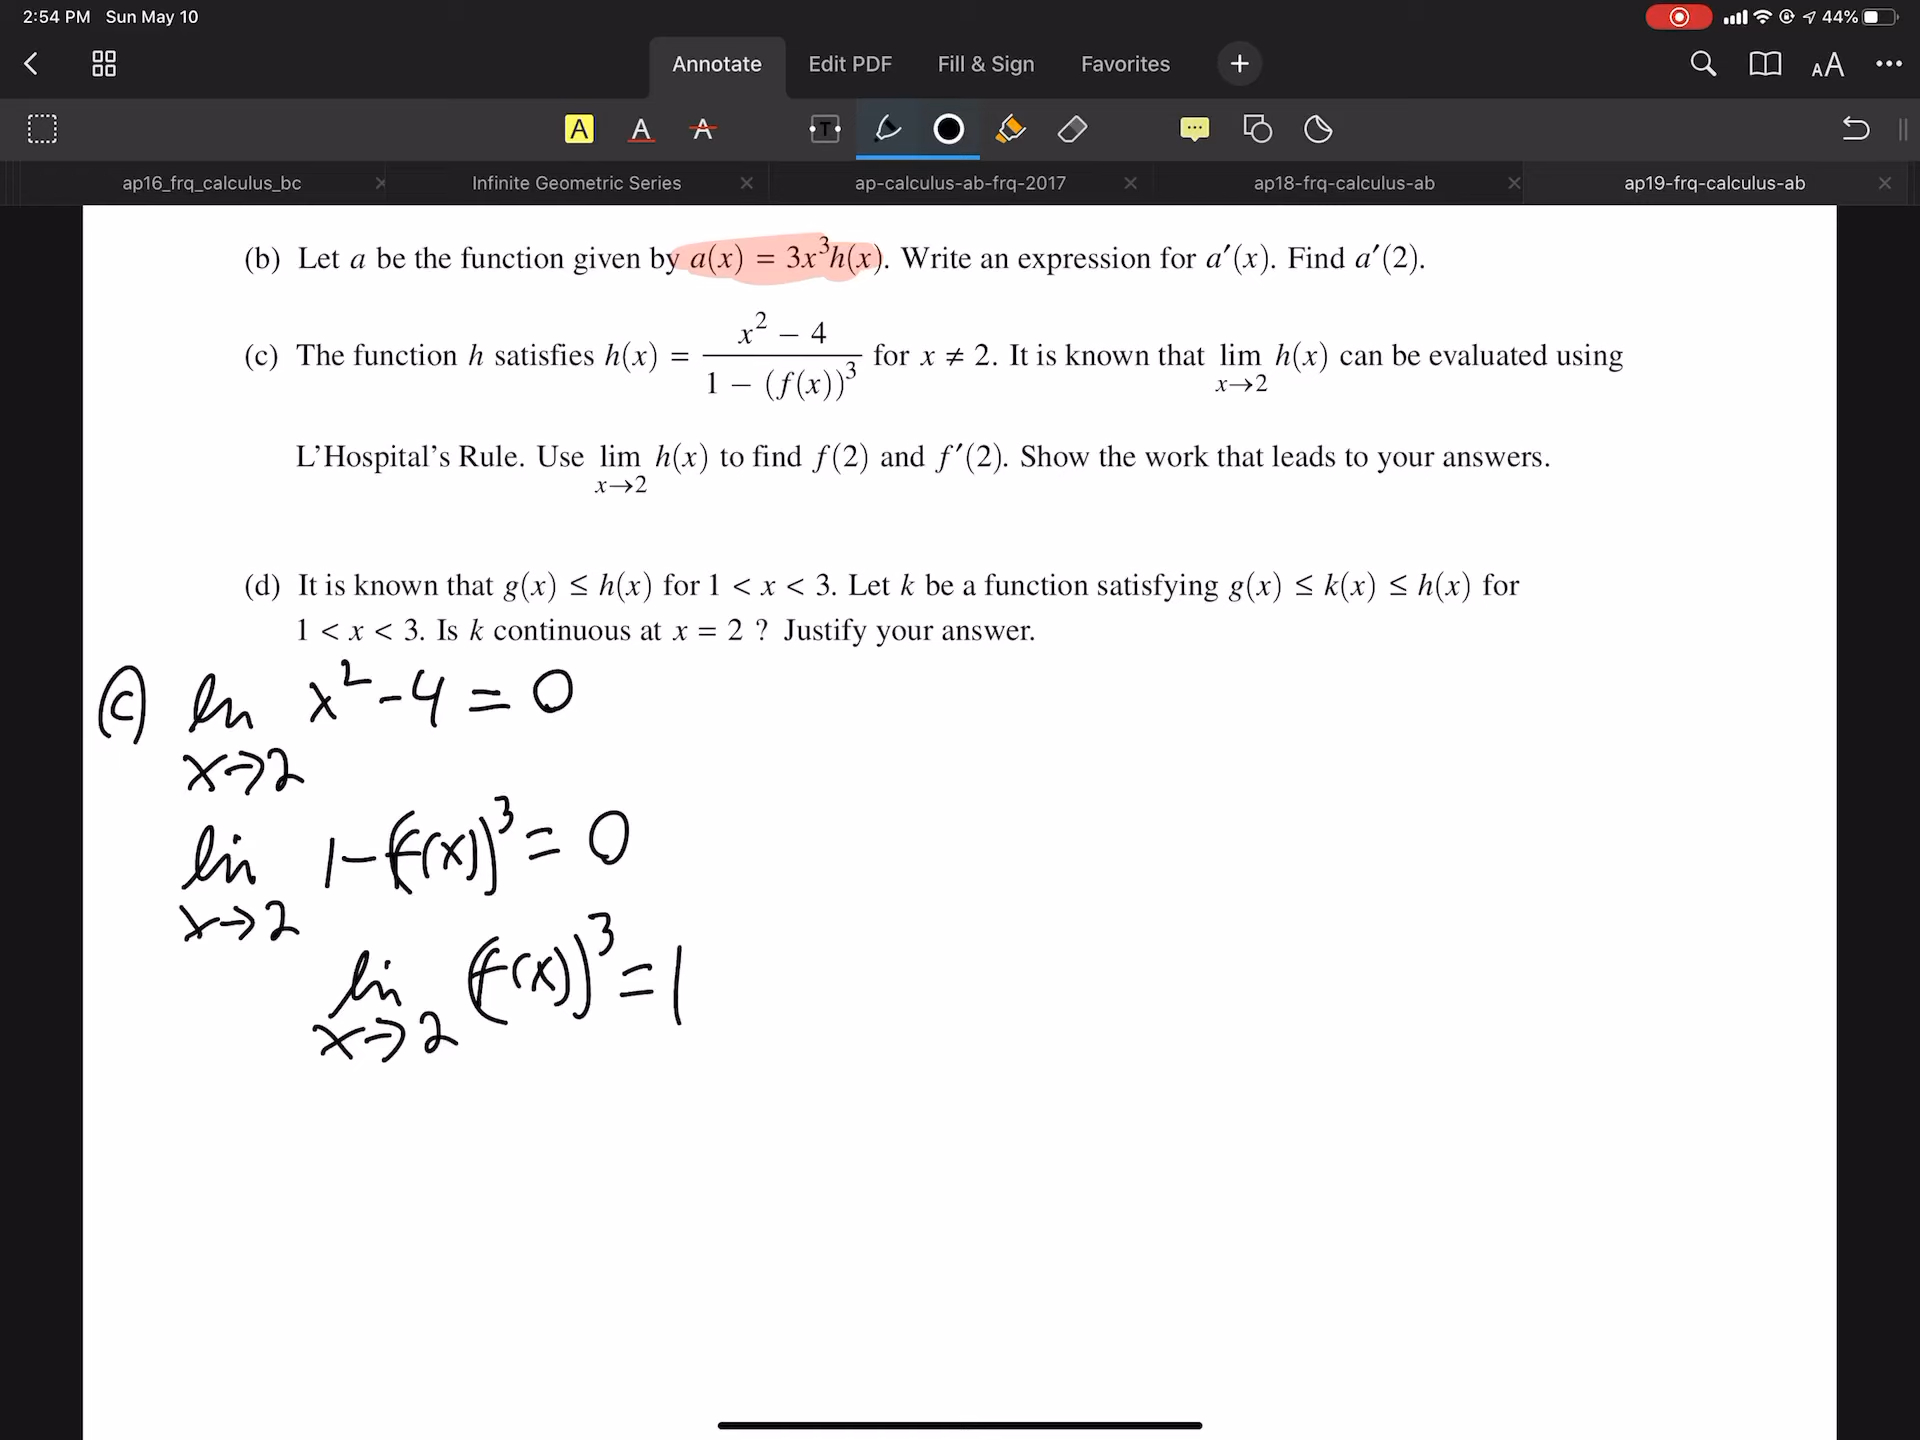 2:54 PM Sun May 10
44%
Annotate Edit PDF Fill & Sign Favorites +
ap16_frq_calculus_bc × Infinite Geometric Series × ap-calculus-ab-frq-2017 × ap18-frq-calculus-ab × ap19-frq-calculus-ab ×
(b) Let a be the function given by a(x) = 3x³h(x). Write an expression for a′(x). Find a′(2).
(c) The function h satisfies h(x) = (x² − 4) / (1 − (f(x))³) for x ≠ 2. It is known that lim x→2 h(x) can be evaluated using
L’Hospital’s Rule. Use lim x→2 h(x) to find f(2) and f′(2). Show the work that leads to your answers.
(d) It is known that g(x) ≤ h(x) for 1 < x < 3. Let k be a function satisfying g(x) ≤ k(x) ≤ h(x) for
1 < x < 3. Is k continuous at x = 2 ? Justify your answer.
(c) lim x→2 x² - 4 = 0
lim x→2 1 - (f(x))³ = 0
lim x→2 (f(x))³ = 1